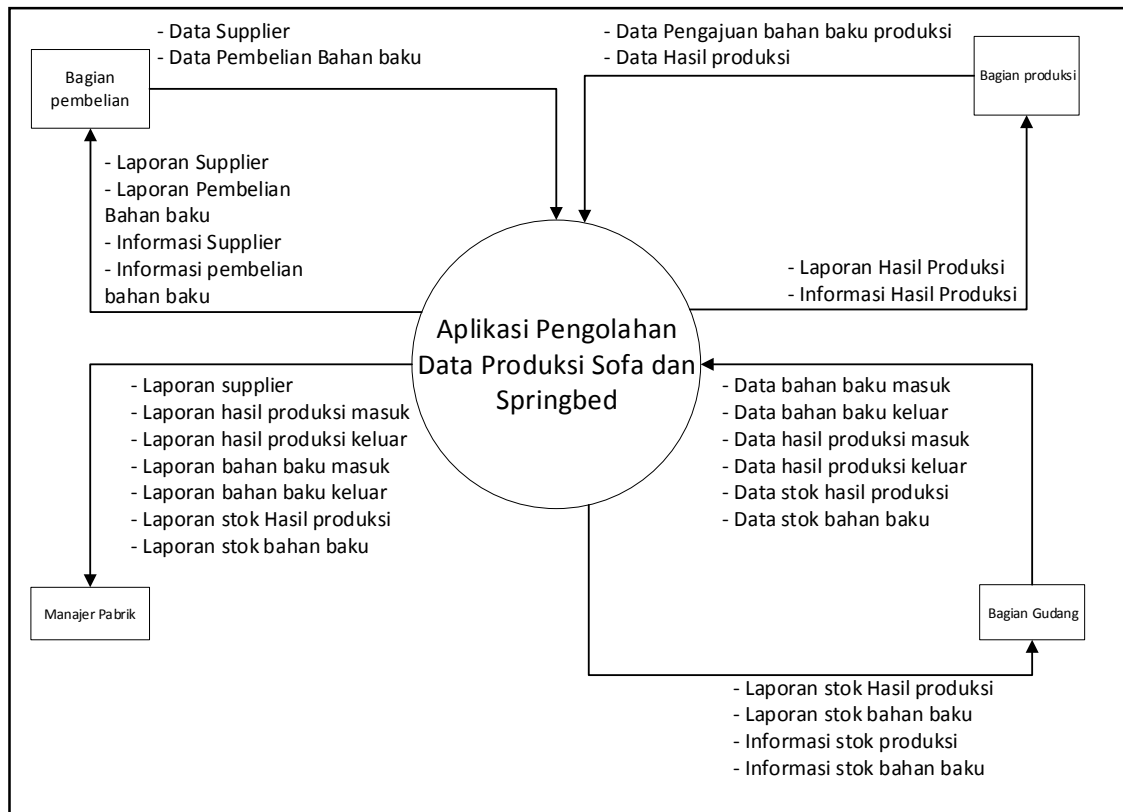 - Data Supplier
- Data Pembelian Bahan baku
- Data Pengajuan bahan baku produksi
- Data Hasil produksi
Bagian
pembelian
Bagian produksi
- Laporan Supplier
- Laporan Pembelian
Bahan baku
- Informasi Supplier
- Informasi pembelian
bahan baku
- Laporan Hasil Produksi
- Informasi Hasil Produksi
Aplikasi Pengolahan
Data Produksi Sofa dan
Springbed
- Laporan supplier
- Laporan hasil produksi masuk
- Laporan hasil produksi keluar
- Laporan bahan baku masuk
- Laporan bahan baku keluar
- Laporan stok Hasil produksi
- Laporan stok bahan baku
- Data bahan baku masuk
- Data bahan baku keluar
- Data hasil produksi masuk
- Data hasil produksi keluar
- Data stok hasil produksi
- Data stok bahan baku
Manajer Pabrik
Bagian Gudang
- Laporan stok Hasil produksi
- Laporan stok bahan baku
- Informasi stok produksi
- Informasi stok bahan baku